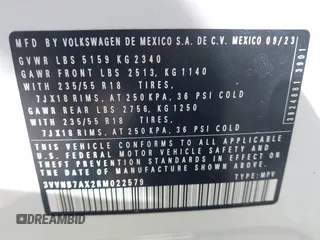 MFD BY VOLKSWAGEN DE MEXICO S.A. DE C.V. MEXICO 09/23
GVWR LBS 5159 KG 2340
GAWR FRONT LBS 2513, KG 1140
WITH 235/55 R18 TIRES,
7JX18 RIMS, AT 250 KPA, 36 PSI COLD
GAWR REAR LBS 2756, KG 1250
WITH 235/55 R18 TIRES,
7JX18 RIMS, AT 250 KPA, 36 PSI COLD
THIS VEHICLE CONFORMS TO ALL APPLICABLE
U.S. FEDERAL MOTOR VEHICLE SAFETY AND
THEFT PREVENTION STANDARDS IN EFFECT ON
THE DATE OF MANUFACTURE SHOWN ABOVE.
3VVNB7AX2RM022579 TYPE: MPV
DRIVEDAMAGE